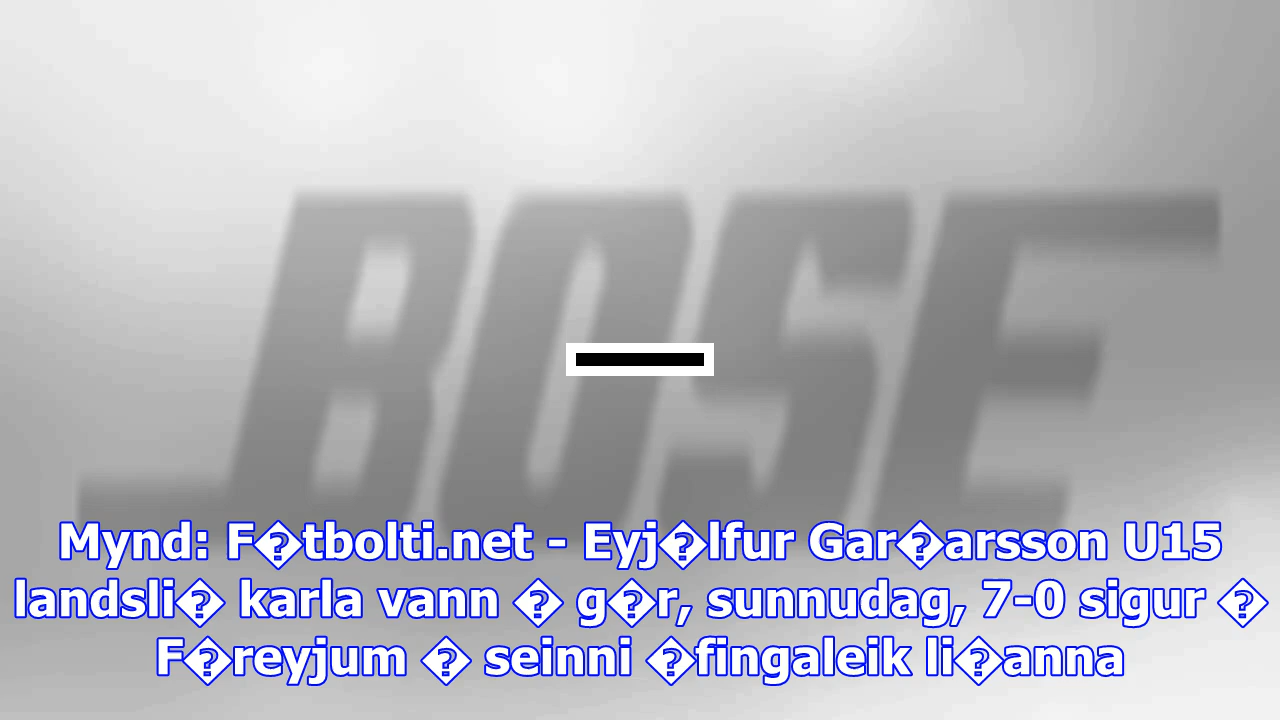 BOSE
Mynd: F�tbolti.net - Eyj�lfur Gar�arsson U15
landsli� karla vann � g�r, sunnudag, 7-0 sigur �
F�reyjum � seinni �fingaleik li�anna